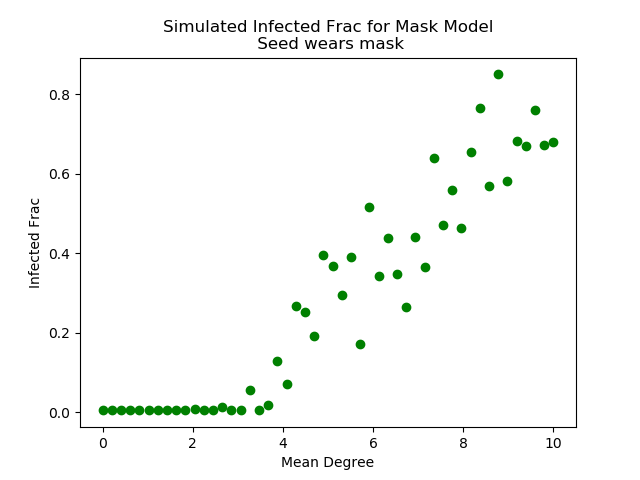 Simulated Infected Frac for Mask Model
Seed wears mask
0.8
0.6
0.4
0.2
0.0
Infected Frac
0 2 4 6 8 10
Mean Degree